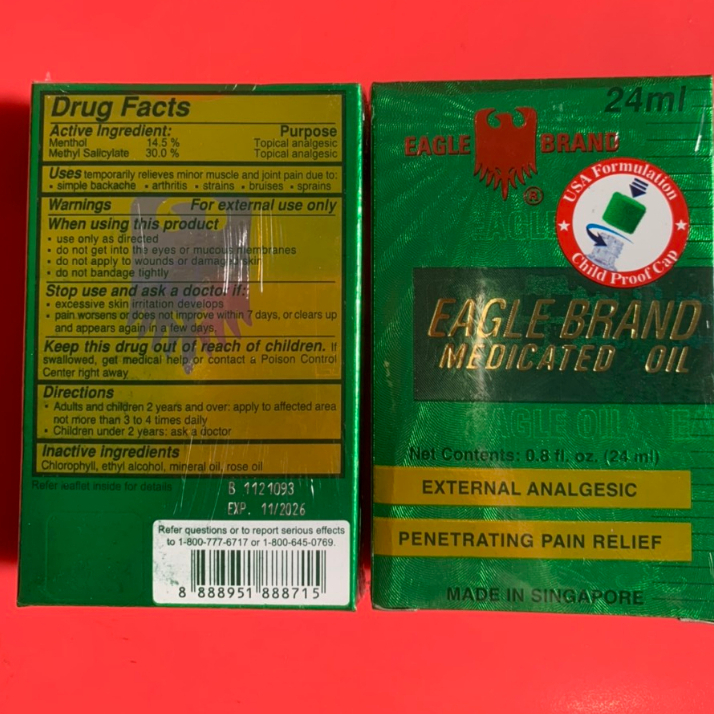 Drug Facts
Active Ingredient: Purpose
Menthol 14.5 % Topical analgesic
Methyl Salicylate 30.0 % Topical analgesic
Uses temporarily relieves minor muscle and joint pain due to:
• simple backache • arthritis • strains • bruises • sprains
Warnings For external use only
When using this product
• use only as directed
• do not get into the eyes or mucous membranes
• do not apply to wounds or damaged skin
• do not bandage tightly
Stop use and ask a doctor if:
• excessive skin irritation develops
• pain worsens or does not improve within 7 days, or clears up
and appears again in a few days.
Keep this drug out of reach of children. If
swallowed, get medical help or contact a Poison Control
Center right away
Directions
• Adults and children 2 years and over: apply to affected area
not more than 3 to 4 times daily
• Children under 2 years: ask a doctor
Inactive ingredients
Chlorophyll, ethyl alcohol, mineral oil, rose oil
Refer leaflet inside for details
B 1121093
EXP. 11/2026
Refer questions or to report serious effects
to 1-800-777-6717 or 1-800-645-0769.
8 888951 888715
24ml
EAGLE BRAND
®
USA Formulation
Child Proof Cap
EAGLE BRAND
MEDICATED OIL
Net Contents: 0.8 fl. oz. (24 ml)
EXTERNAL ANALGESIC
PENETRATING PAIN RELIEF
MADE IN SINGAPORE